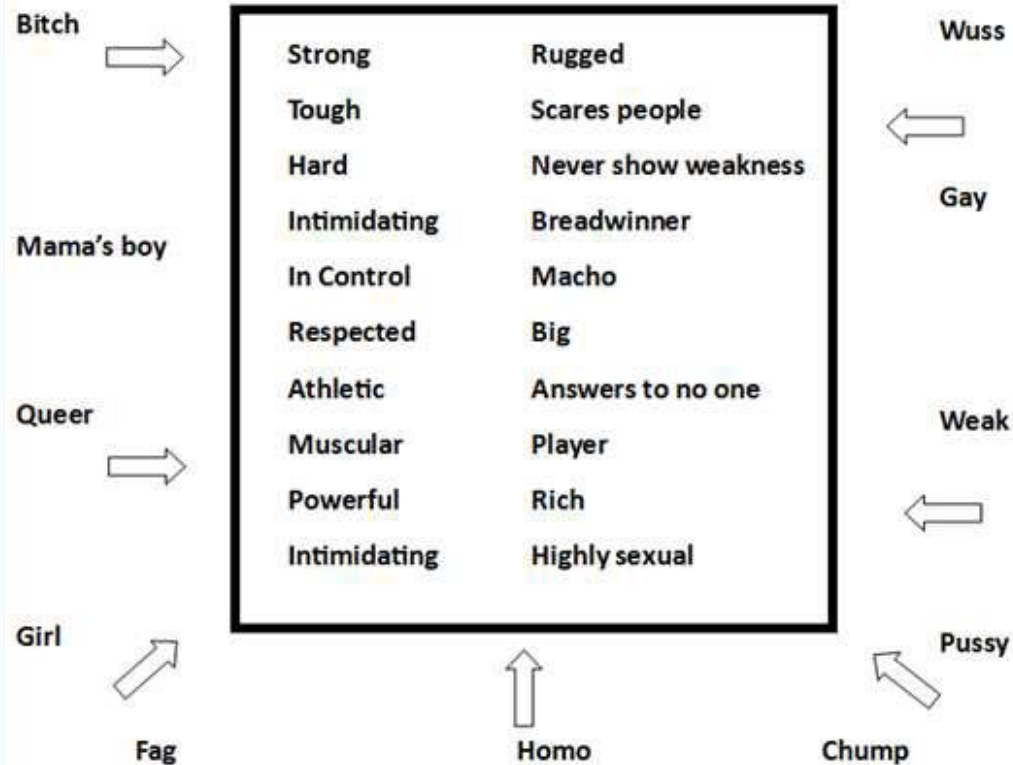 Bitch
Wuss
Strong Rugged
Tough Scares people
Hard Never show weakness
Gay
Intimidating Breadwinner
Mama's boy
In Control Macho
Respected Big
Athletic Answers to no one
Queer
Weak
Muscular Player
Powerful Rich
Intimidating Highly sexual
Girl
Pussy
Fag Homo Chump